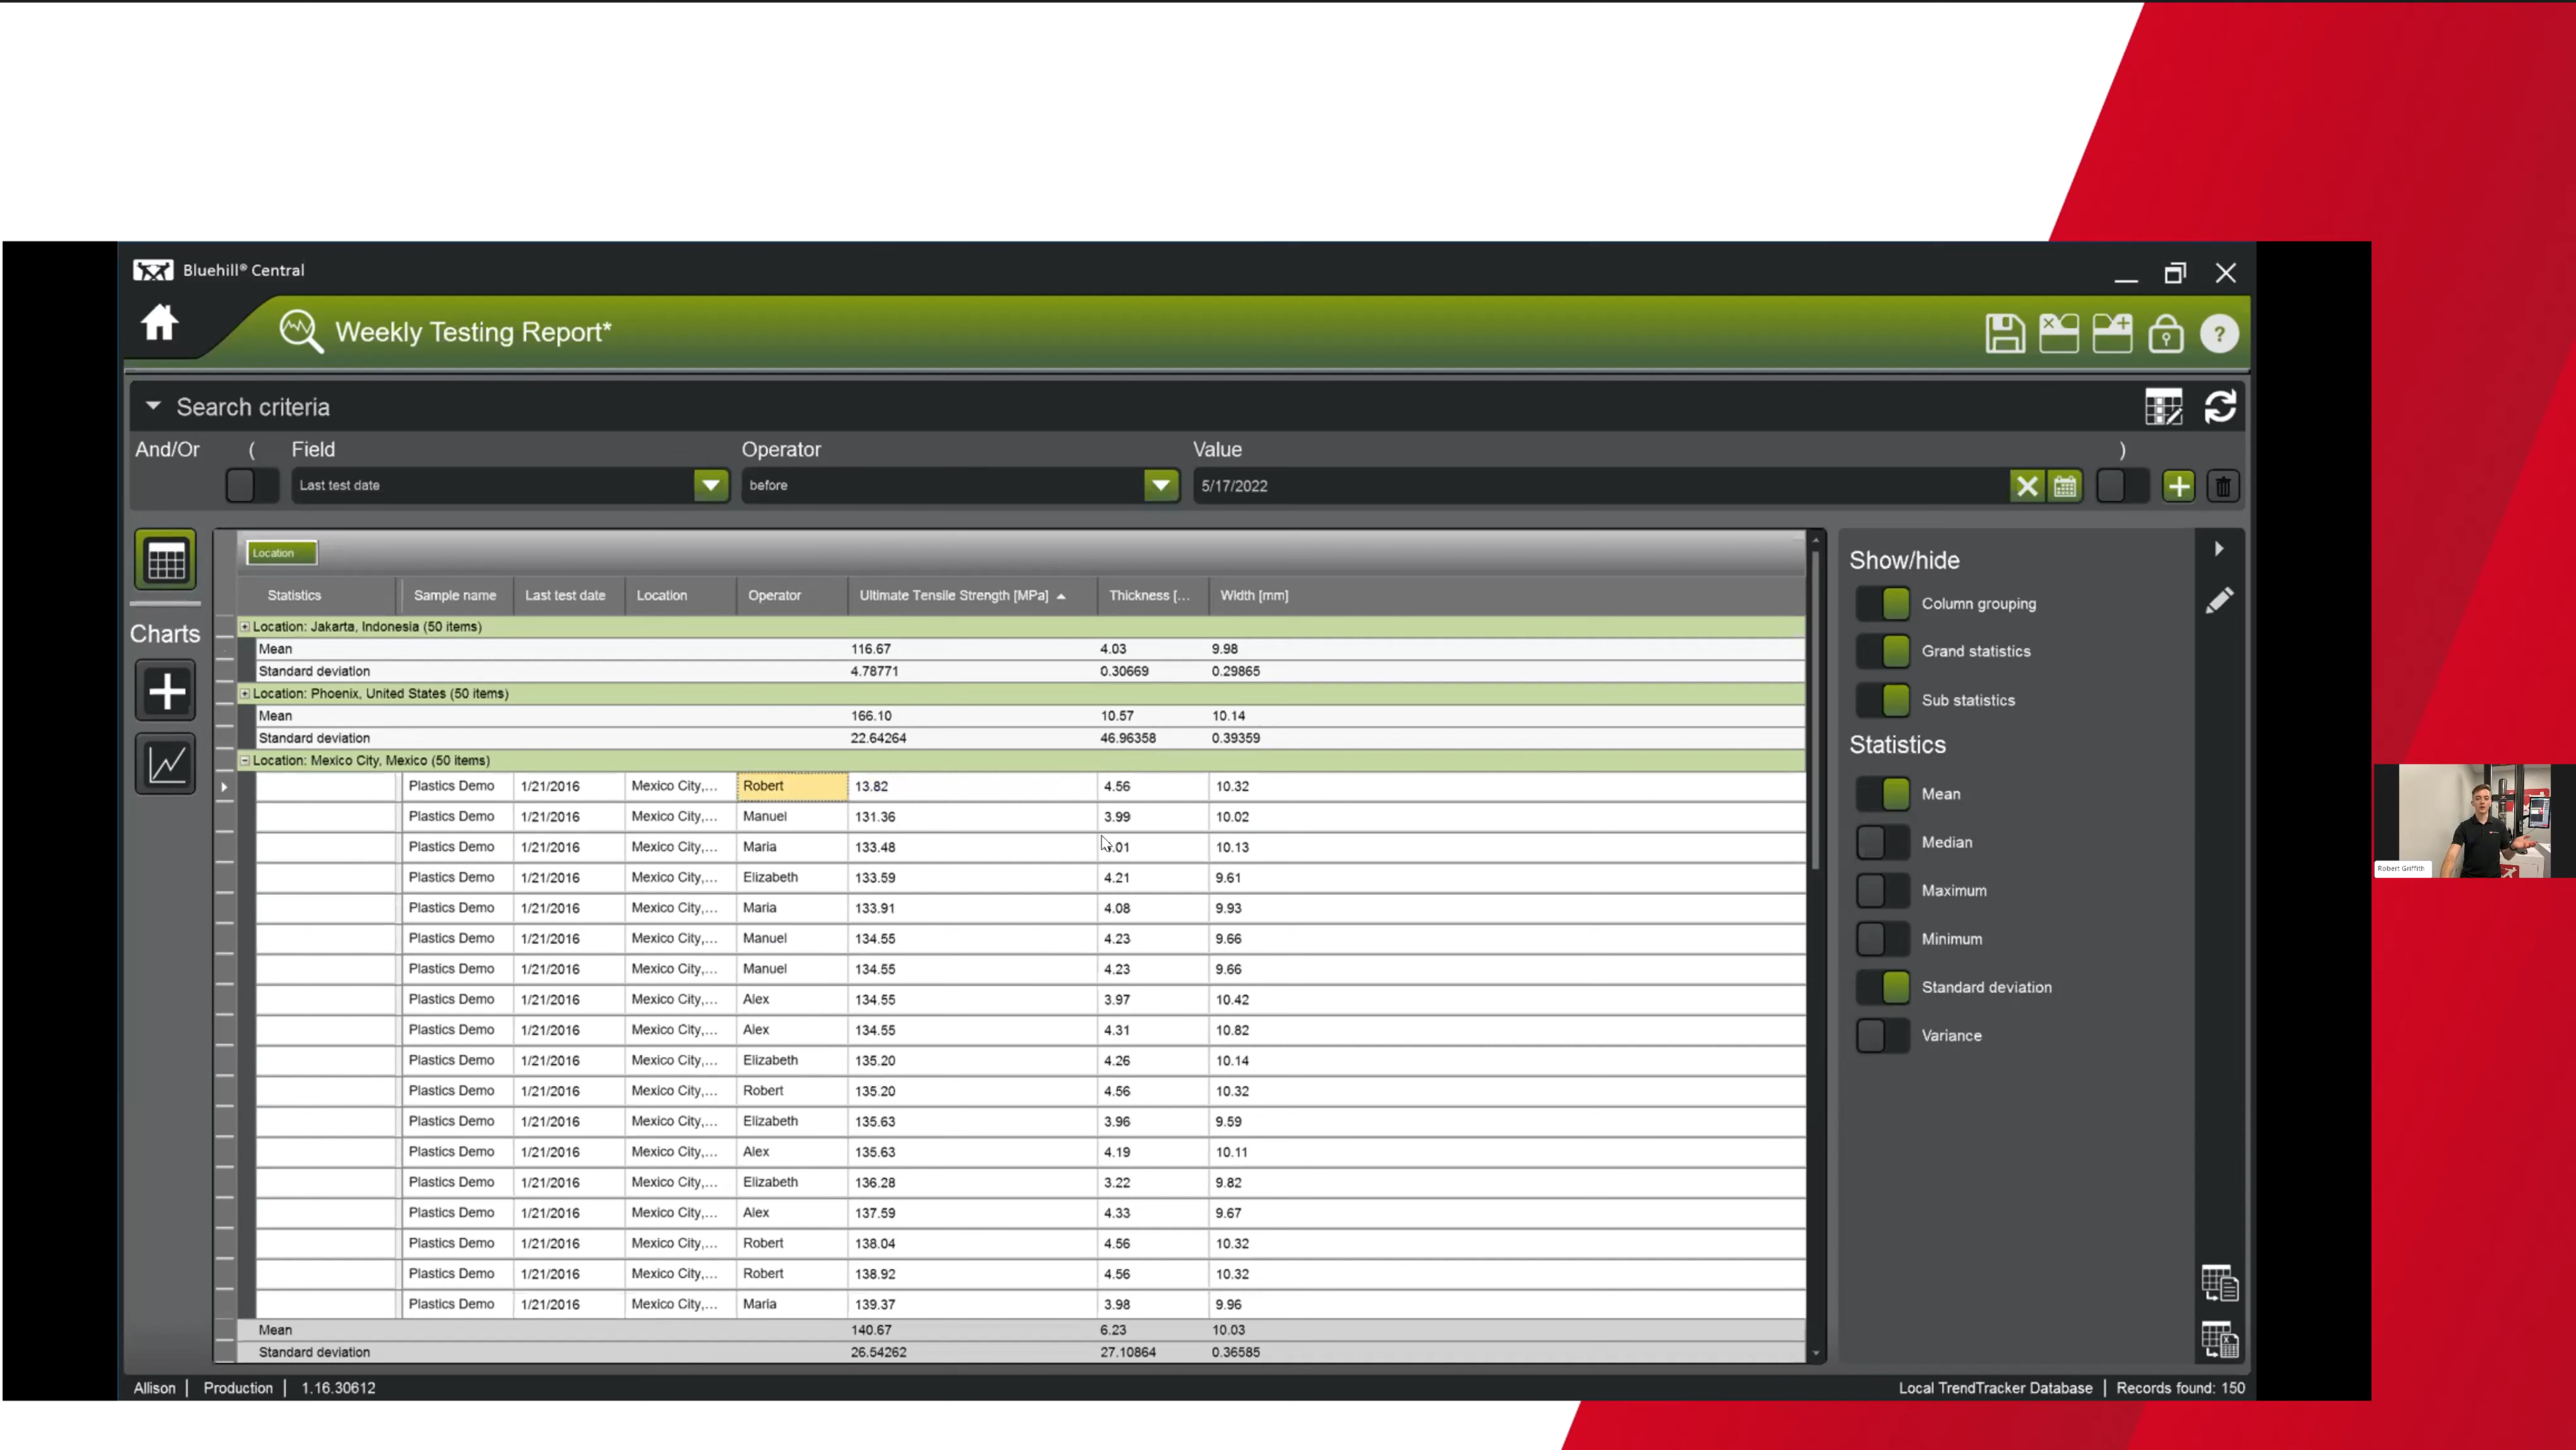 Bluehill® Central
Weekly Testing Report*
?
Search criteria
And/Or ( Field Operator Value )
Last test date before 5/17/2022
Location
Statistics Sample name Last test date Location Operator Ultimate Tensile Strength [MPa] Thickness [... Width [mm]
Location: Jakarta, Indonesia (50 items)
Mean 116.67 4.03 9.98
Standard deviation 4.78771 0.30669 0.29865
Location: Phoenix, United States (50 items)
Mean 166.10 10.57 10.14
Standard deviation 22.64264 46.96358 0.39359
Location: Mexico City, Mexico (50 items)
Plastics Demo 1/21/2016 Mexico City,... Robert 13.82 4.56 10.32
Plastics Demo 1/21/2016 Mexico City,... Manuel 131.36 3.99 10.02
Plastics Demo 1/21/2016 Mexico City,... Maria 133.48 .01 10.13
Plastics Demo 1/21/2016 Mexico City,... Elizabeth 133.59 4.21 9.61
Plastics Demo 1/21/2016 Mexico City,... Maria 133.91 4.08 9.93
Plastics Demo 1/21/2016 Mexico City,... Manuel 134.55 4.23 9.66
Plastics Demo 1/21/2016 Mexico City,... Manuel 134.55 4.23 9.66
Plastics Demo 1/21/2016 Mexico City,... Alex 134.55 3.97 10.42
Plastics Demo 1/21/2016 Mexico City,... Alex 134.55 4.31 10.82
Plastics Demo 1/21/2016 Mexico City,... Elizabeth 135.20 4.26 10.14
Plastics Demo 1/21/2016 Mexico City,... Robert 135.20 4.56 10.32
Plastics Demo 1/21/2016 Mexico City,... Elizabeth 135.63 3.96 9.59
Plastics Demo 1/21/2016 Mexico City,... Alex 135.63 4.19 10.11
Plastics Demo 1/21/2016 Mexico City,... Elizabeth 136.28 3.22 9.82
Plastics Demo 1/21/2016 Mexico City,... Alex 137.59 4.33 9.67
Plastics Demo 1/21/2016 Mexico City,... Robert 138.04 4.56 10.32
Plastics Demo 1/21/2016 Mexico City,... Robert 138.92 4.56 10.32
Plastics Demo 1/21/2016 Mexico City,... Maria 139.37 3.98 9.96
Mean 140.67 6.23 10.03
Standard deviation 26.54262 27.10864 0.36585
Charts
Show/hide
Column grouping
Grand statistics
Sub statistics
Statistics
Mean
Median
Maximum
Minimum
Standard deviation
Variance
Allison | Production | 1.16.30612
Local TrendTracker Database | Records found: 150
Robert Griffith